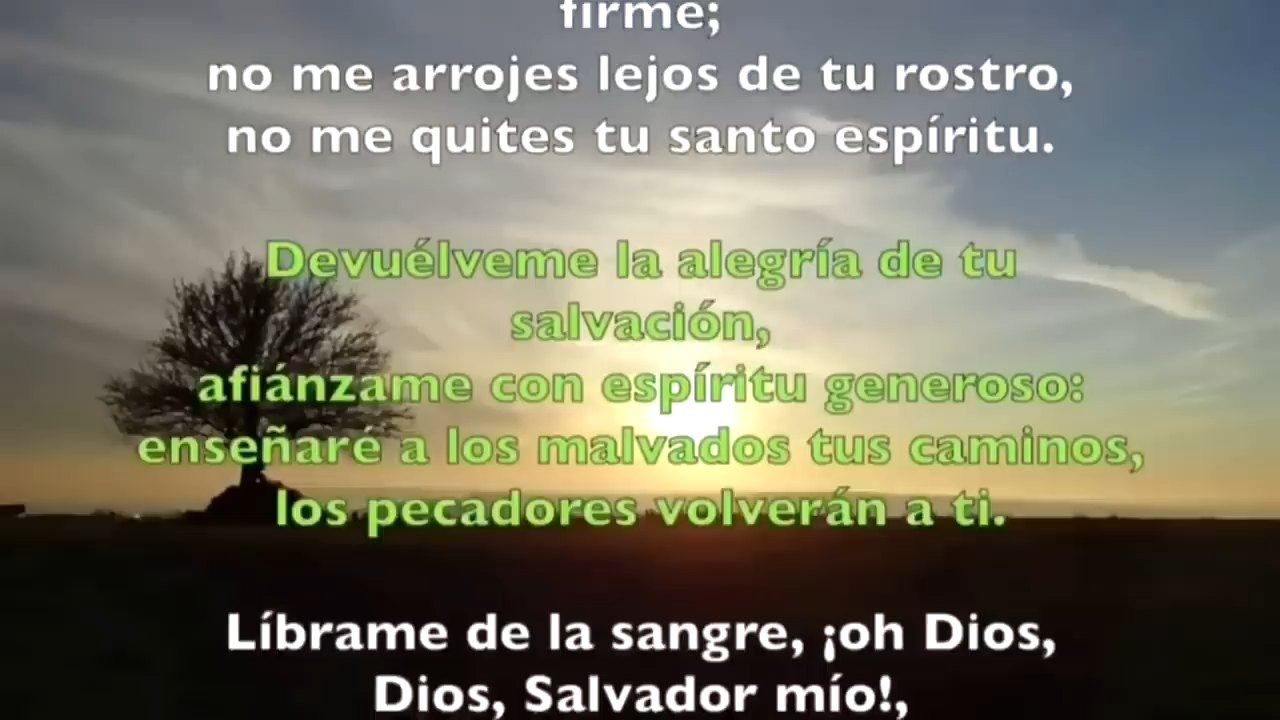 firme;
no me arrojes lejos de tu rostro,
no me quites tu santo espíritu.
Devuélveme la alegría de tu
salvación,
afiánzame con espíritu generoso:
enseñaré a los malvados tus caminos,
los pecadores volverán a ti.
Líbrame de la sangre, ¡oh Dios,
Dios, Salvador mío!,